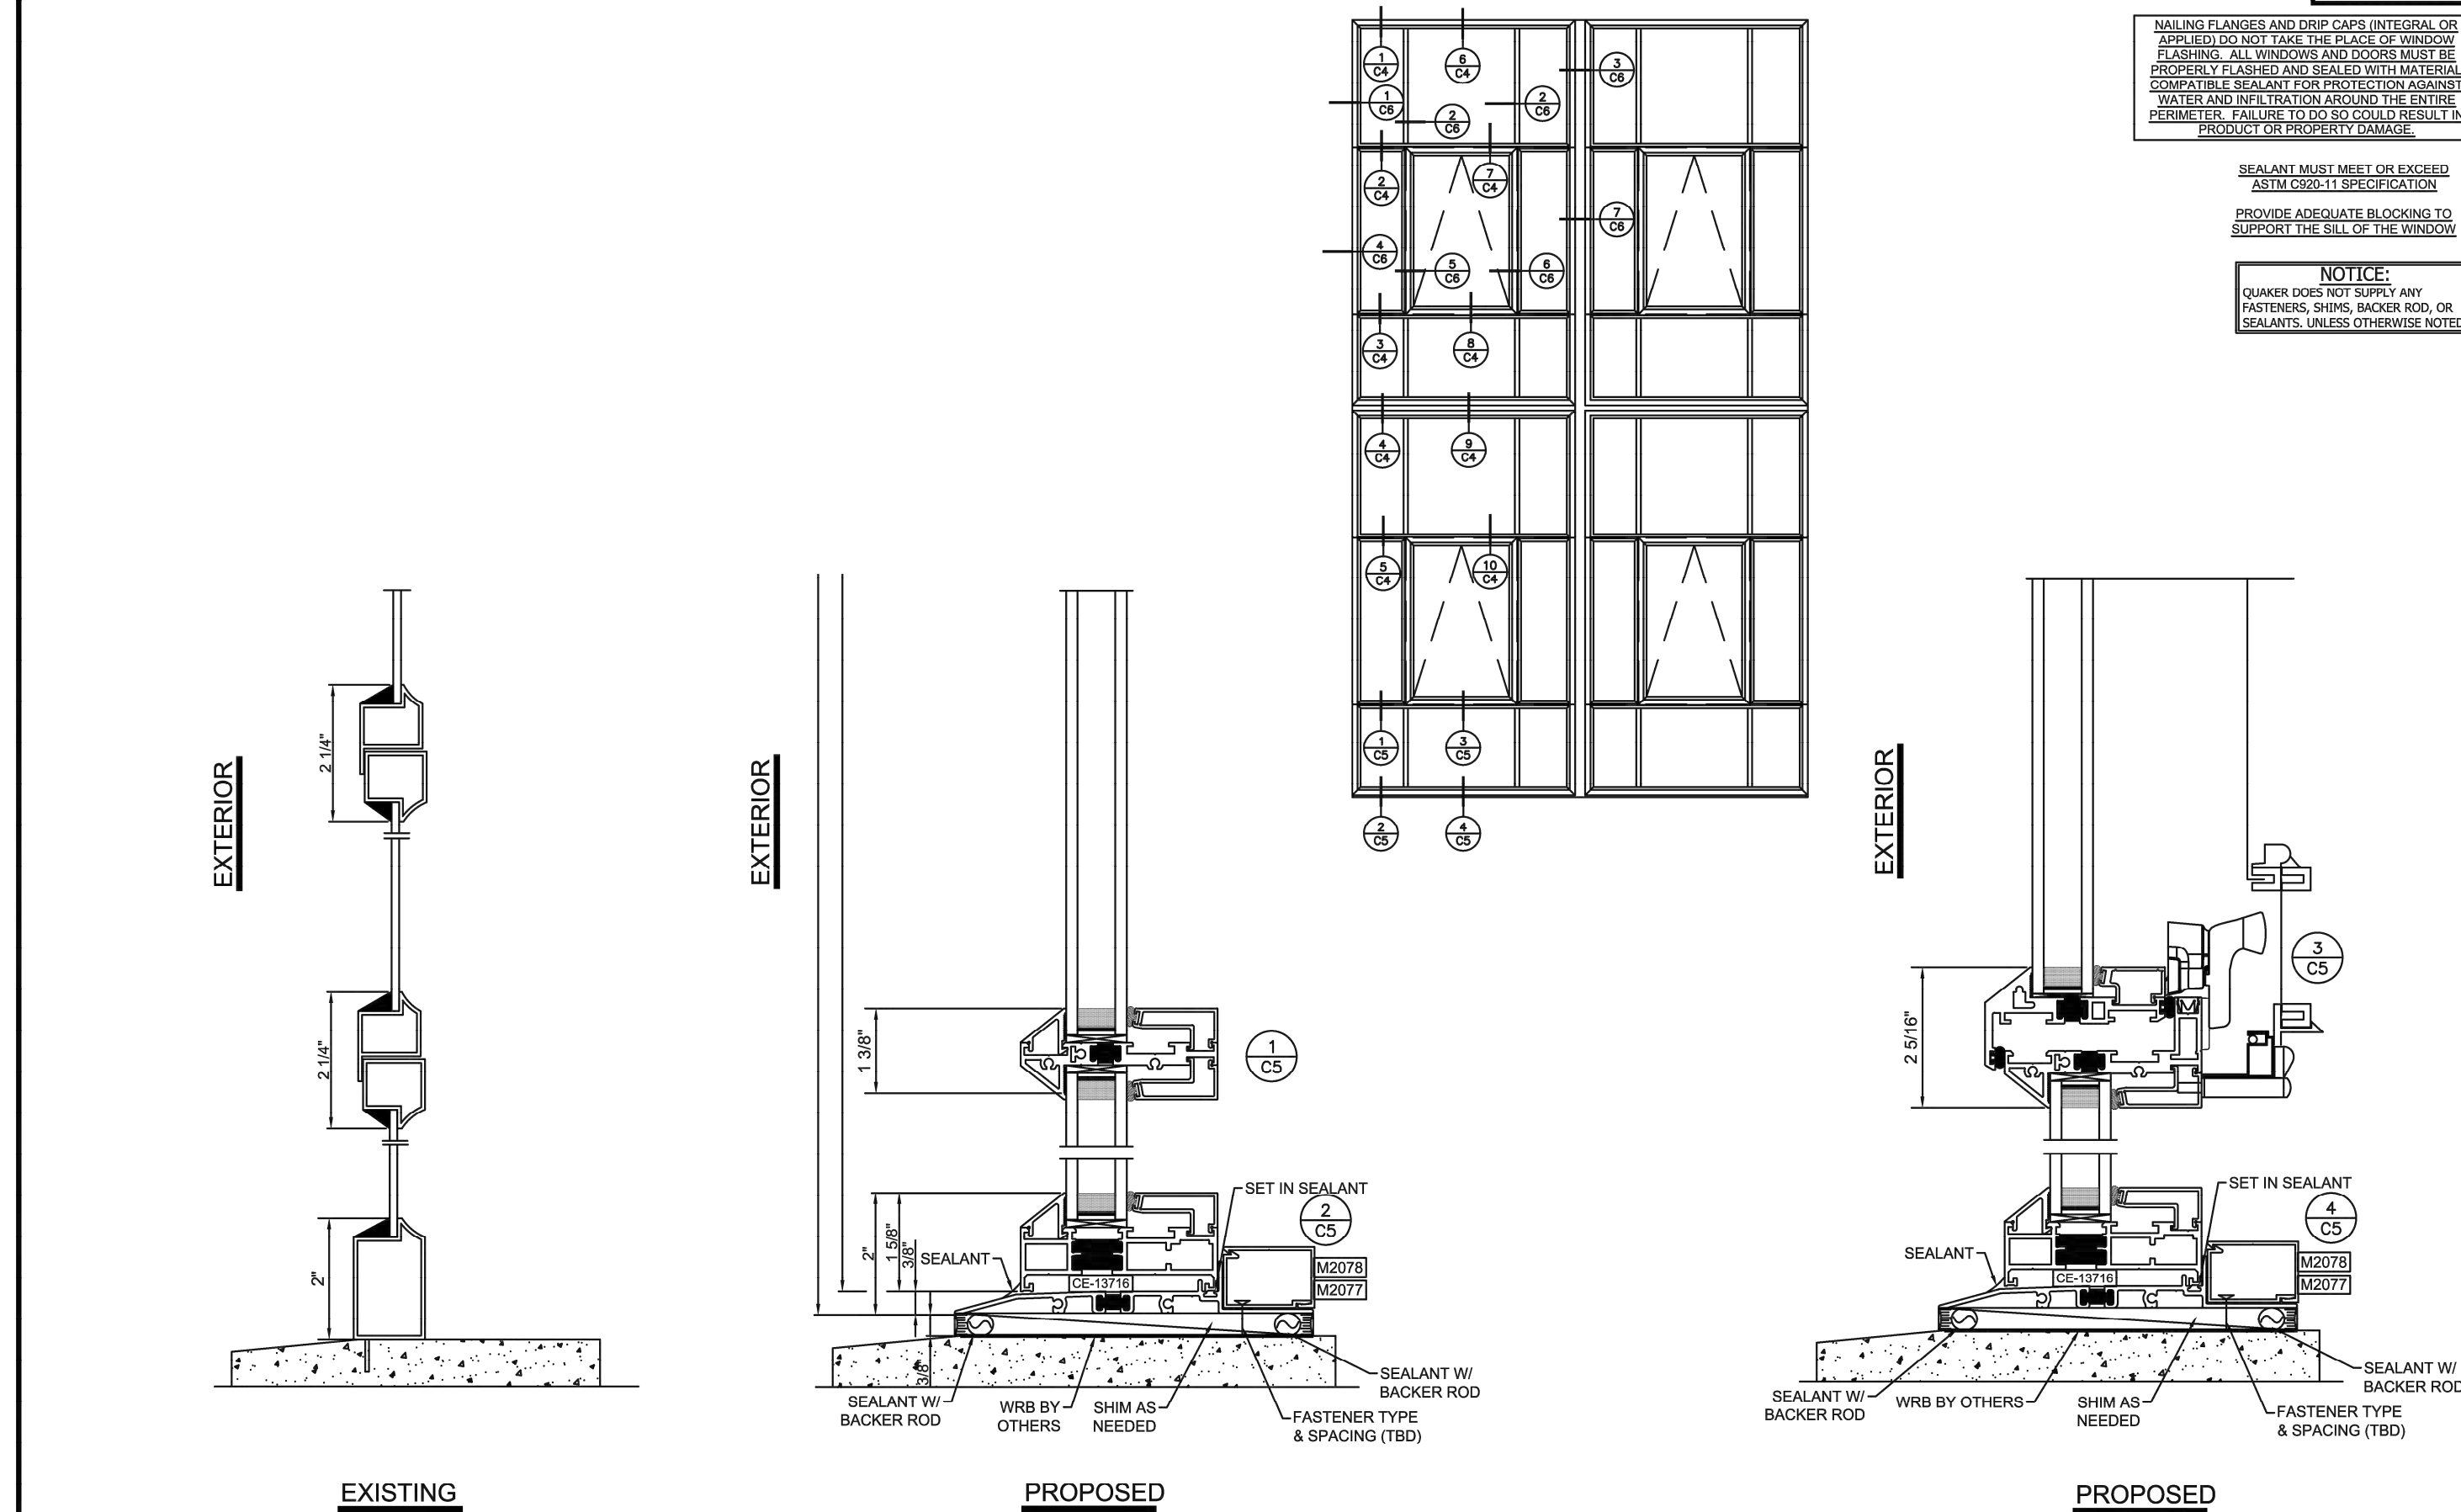 NAILING FLANGES AND DRIP CAPS (INTEGRAL OR
APPLIED) DO NOT TAKE THE PLACE OF WINDOW
FLASHING. ALL WINDOWS AND DOORS MUST BE
PROPERLY FLASHED AND SEALED WITH MATERIAL
COMPATIBLE SEALANT FOR PROTECTION AGAINST
WATER AND INFILTRATION AROUND THE ENTIRE
PERIMETER. FAILURE TO DO SO COULD RESULT IN
PRODUCT OR PROPERTY DAMAGE.
SEALANT MUST MEET OR EXCEED
ASTM C920-11 SPECIFICATION
PROVIDE ADEQUATE BLOCKING TO
SUPPORT THE SILL OF THE WINDOW
NOTICE:
QUAKER DOES NOT SUPPLY ANY
FASTENERS, SHIMS, BACKER ROD, OR
SEALANTS. UNLESS OTHERWISE NOTED
1
C4
6
C4
3
C6
1
C6
2
C6
2
C6
2
C4
7
C4
7
C6
4
C6
5
C6
6
C6
3
C4
8
C4
4
C4
9
C4
5
C4
10
C4
1
C5
3
C5
2
C5
4
C5
EXTERIOR
2 1/4"
2 1/4"
2"
EXISTING
EXTERIOR
1 3/8"
1
C5
2"
1 5/8"
3/8"
3/8"
SEALANT
SET IN SEALANT
2
C5
CE-13716
M2078
M2077
SEALANT W/
BACKER ROD
WRB BY
OTHERS
SHIM AS
NEEDED
SEALANT W/
BACKER ROD
FASTENER TYPE
& SPACING (TBD)
PROPOSED
EXTERIOR
2 5/16"
3
C5
SEALANT
SET IN SEALANT
4
C5
CE-13716
M2078
M2077
SEALANT W/
BACKER ROD
WRB BY OTHERS
SHIM AS
NEEDED
SEALANT W/
BACKER ROD
FASTENER TYPE
& SPACING (TBD)
PROPOSED